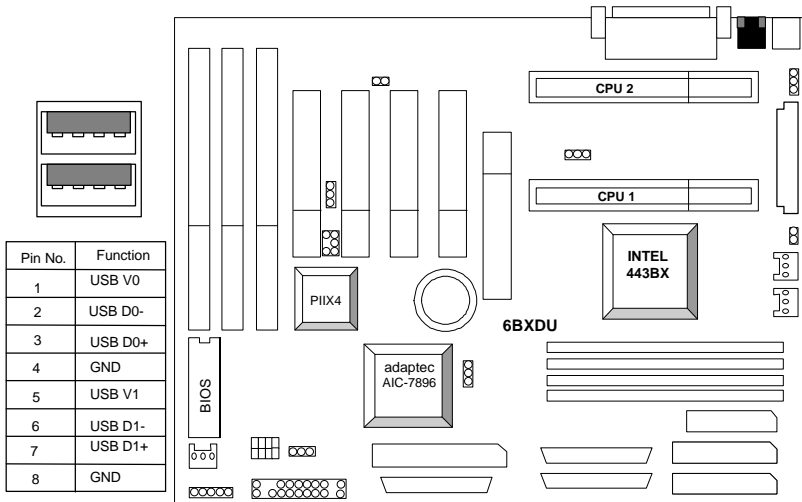 CPU 2
CPU 1
INTEL
443BX
PIIX4
6BXDU
adaptec
AIC-7896
BIOS
Pin No. Function
1 USB V0
2 USB D0-
3 USB D0+
4 GND
5 USB V1
6 USB D1-
7 USB D1+
8 GND